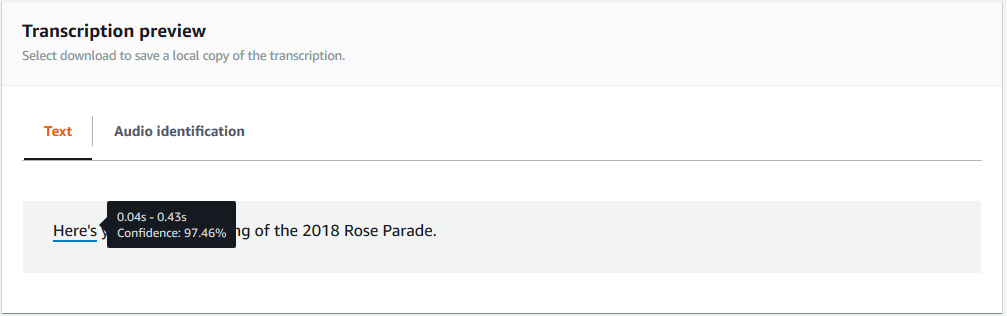 Transcription preview
Select download to save a local copy of the transcription.
Text
Audio identification
0.04s - 0.43s
Confidence: 97.46%
Here's of the 2018 Rose Parade.